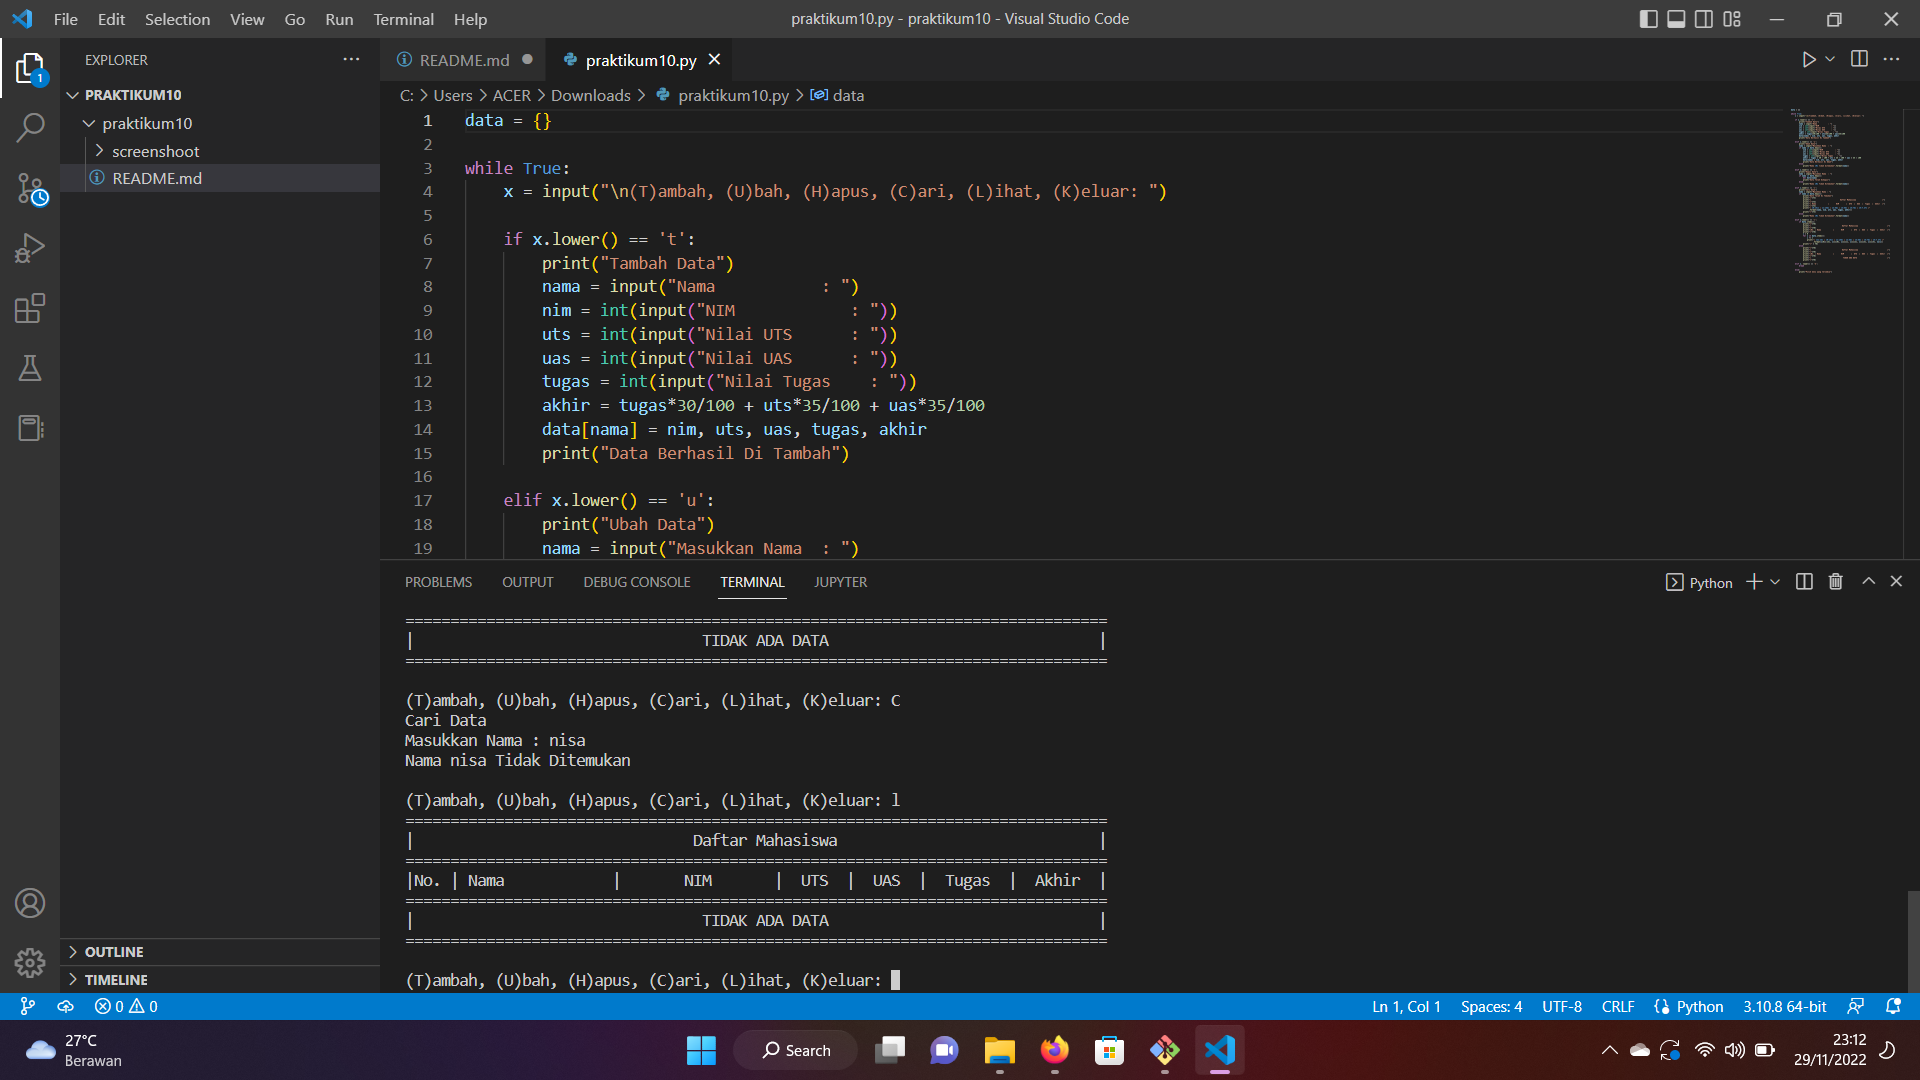 File Edit Selection View Go Run Terminal Help
praktikum10.py - praktikum10 - Visual Studio Code
EXPLORER
1
PRAKTIKUM10
praktikum10
screenshoot
README.md
OUTLINE
TIMELINE
README.md
praktikum10.py
C: > Users > ACER > Downloads > praktikum10.py > data
1 data = {}
2
3 while True:
4     x = input("\n(T)ambah, (U)bah, (H)apus, (C)ari, (L)ihat, (K)eluar: ")
5
6     if x.lower() == 't':
7         print("Tambah Data")
8         nama = input("Nama           : ")
9         nim = int(input("NIM            : "))
10         uts = int(input("Nilai UTS      : "))
11         uas = int(input("Nilai UAS      : "))
12         tugas = int(input("Nilai Tugas    : "))
13         akhir = tugas*30/100 + uts*35/100 + uas*35/100
14         data[nama] = nim, uts, uas, tugas, akhir
15         print("Data Berhasil Di Tambah")
16
17     elif x.lower() == 'u':
18         print("Ubah Data")
19         nama = input("Masukkan Nama  : ")
PROBLEMS OUTPUT DEBUG CONSOLE TERMINAL JUPYTER
Python
==============================================================================
|                                TIDAK ADA DATA                              |
==============================================================================
(T)ambah, (U)bah, (H)apus, (C)ari, (L)ihat, (K)eluar: C
Cari Data
Masukkan Nama : nisa
Nama nisa Tidak Ditemukan
(T)ambah, (U)bah, (H)apus, (C)ari, (L)ihat, (K)eluar: l
==============================================================================
|                               Daftar Mahasiswa                             |
==============================================================================
|No. | Nama            |       NIM       |  UTS  |  UAS  |  Tugas  |  Akhir  |
==============================================================================
|                                TIDAK ADA DATA                              |
==============================================================================
(T)ambah, (U)bah, (H)apus, (C)ari, (L)ihat, (K)eluar:
0 0
Ln 1, Col 1 Spaces: 4 UTF-8 CRLF Python 3.10.8 64-bit
27°C
Berawan
Search
23:12
29/11/2022